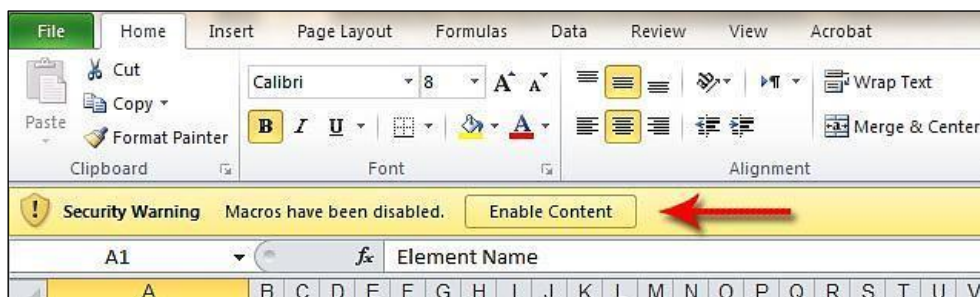 File Home Insert Page Layout Formulas Data Review View Acrobat
Cut
Copy
Paste
Format Painter
Calibri 8 A A
B I U A
Wrap Text
Merge & Center
Clipboard Font Alignment
! Security Warning Macros have been disabled. Enable Content
A1 fx Element Name
A B C D E F G H I J K L M N O P Q R S T U V